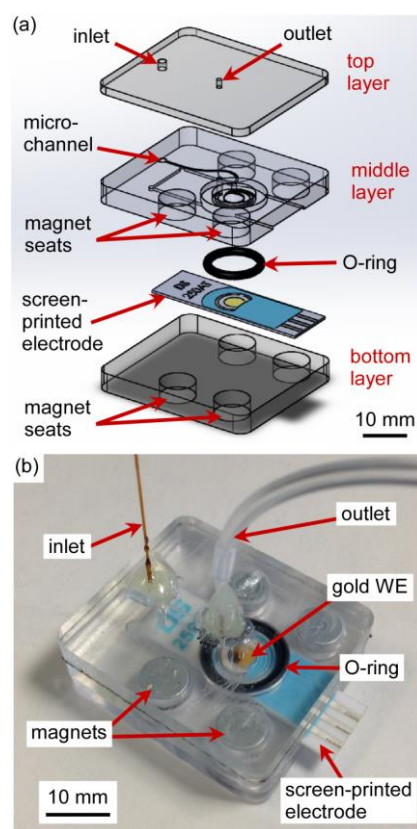 (a)
inlet
outlet
top
layer
micro-
channel
middle
layer
magnet
seats
O-ring
screen-
printed
electrode
250AT
bottom
layer
magnet
seats
10 mm
(b)
outlet
inlet
gold WE
O-ring
magnets
screen-printed
electrode
10 mm